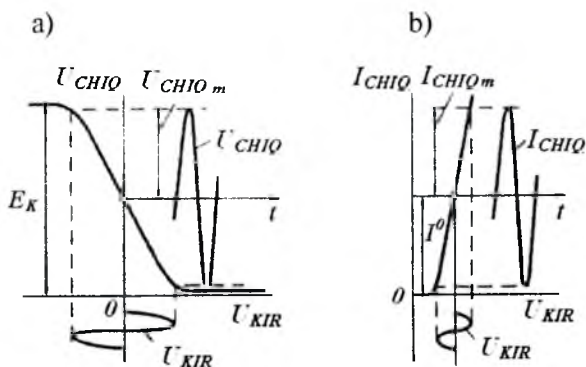 a)
U_CHIQ U_CHIQ m
U_CHIQ
E_K
t
0
U_KIR
U_KIR
b)
I_CHIQ I_CHIQ m
I_CHIQ
t
I^0
0
U_KIR
U_KIR